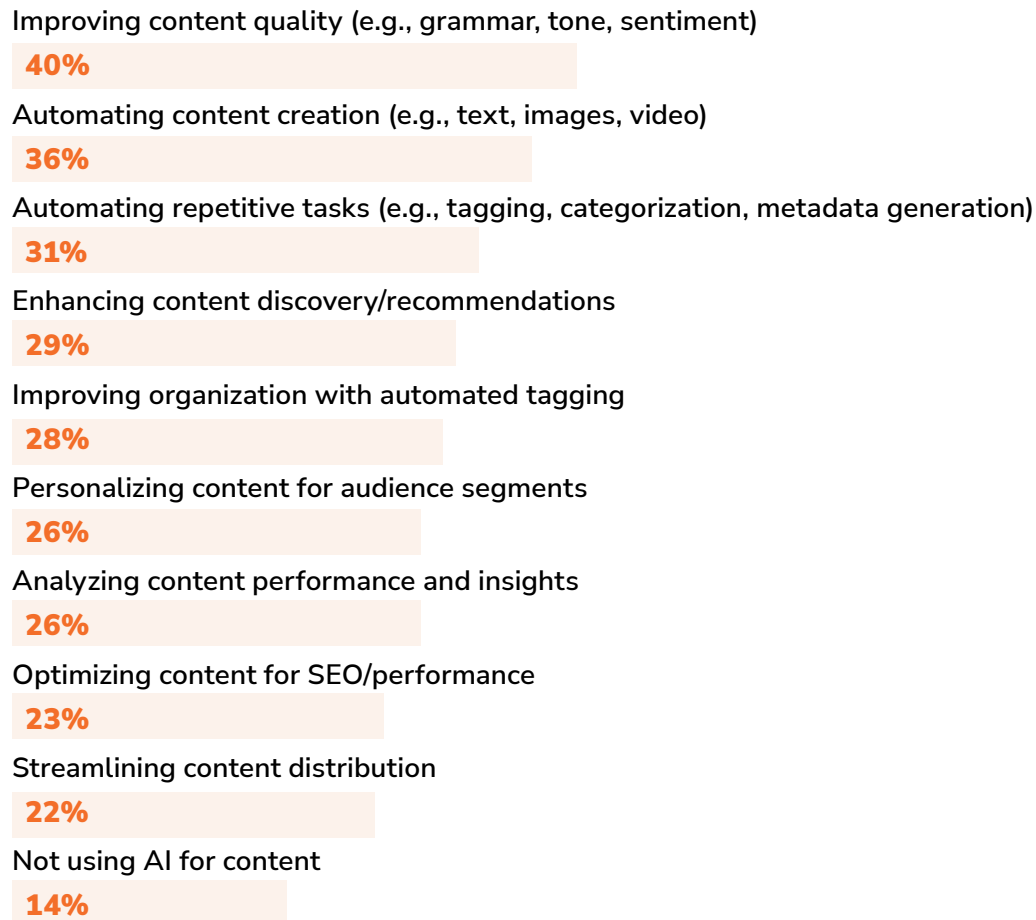 Improving content quality (e.g., grammar, tone, sentiment)
40%
Automating content creation (e.g., text, images, video)
36%
Automating repetitive tasks (e.g., tagging, categorization, metadata generation)
31%
Enhancing content discovery/recommendations
29%
Improving organization with automated tagging
28%
Personalizing content for audience segments
26%
Analyzing content performance and insights
26%
Optimizing content for SEO/performance
23%
Streamlining content distribution
22%
Not using AI for content
14%